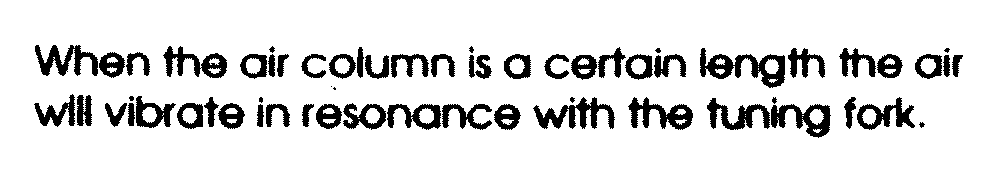 When the air column is a certain length the air
will vibrate in resonance with the tuning fork.